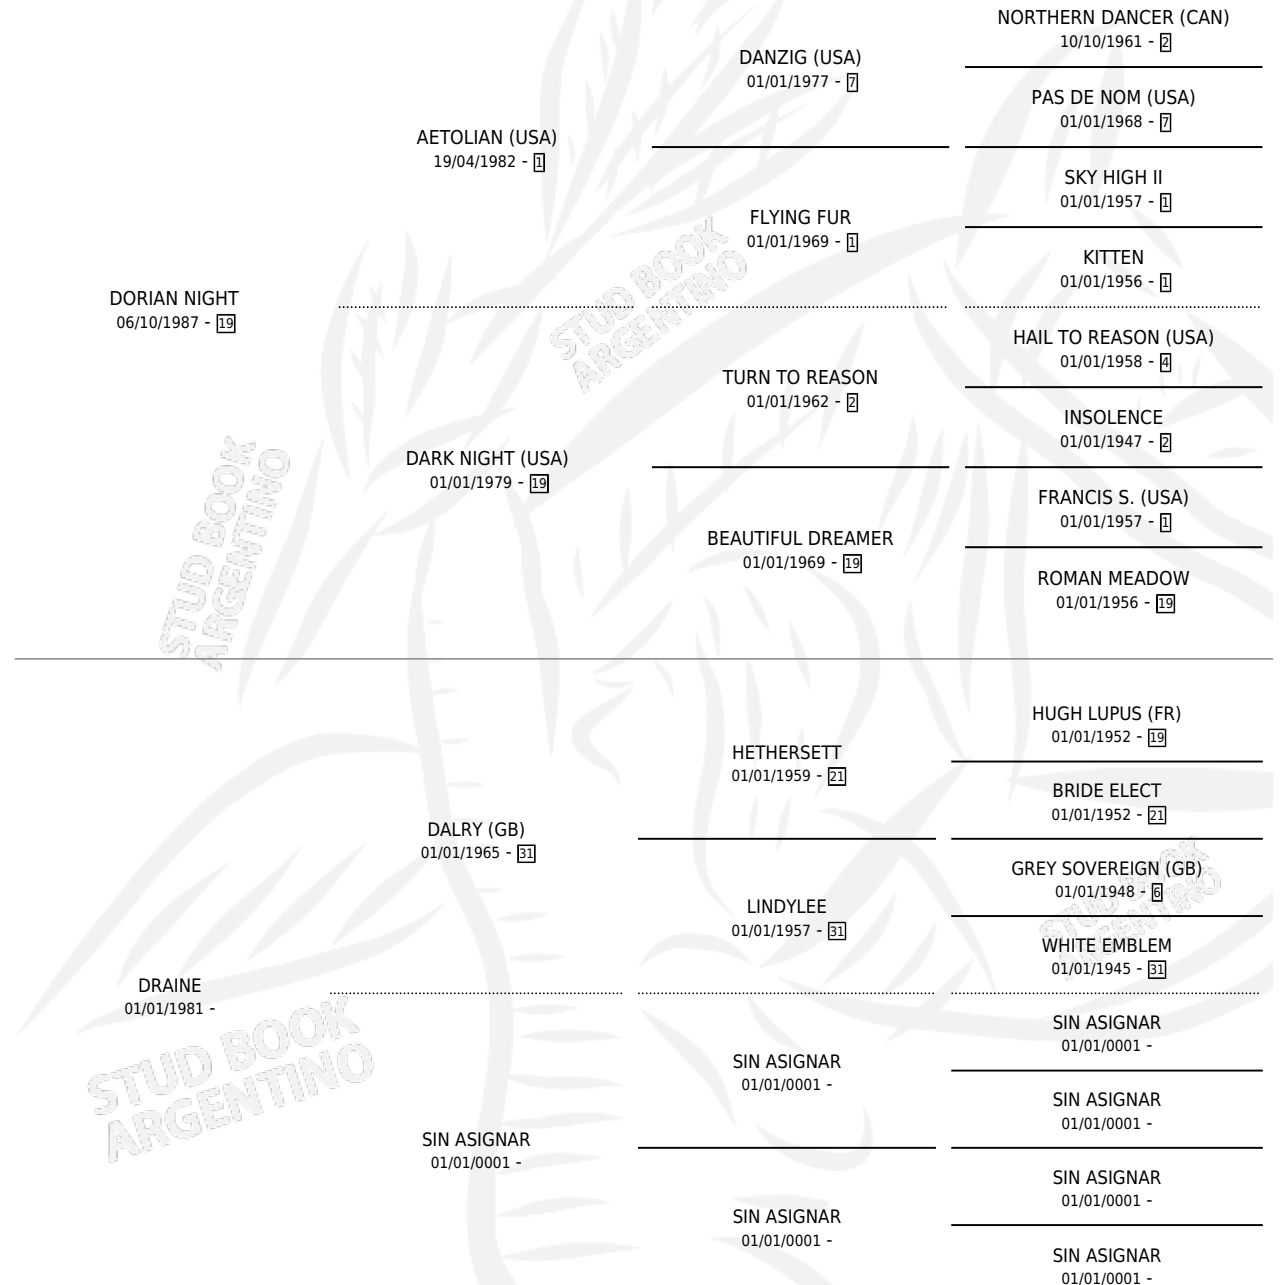 NORTHERN DANCER (CAN)
10/10/1961 - 2
DANZIG (USA)
01/01/1977 - 7
PAS DE NOM (USA)
01/01/1968 - 7
AETOLIAN (USA)
19/04/1982 - 1
SKY HIGH II
01/01/1957 - 1
FLYING FUR
01/01/1969 - 1
KITTEN
01/01/1956 - 1
STUD BOOK
ARGENTINO
DORIAN NIGHT
06/10/1987 - 19
HAIL TO REASON (USA)
01/01/1958 - 4
TURN TO REASON
01/01/1962 - 2
INSOLENCE
01/01/1947 - 2
DARK NIGHT (USA)
01/01/1979 - 19
FRANCIS S. (USA)
01/01/1957 - 1
BEAUTIFUL DREAMER
01/01/1969 - 19
ROMAN MEADOW
01/01/1956 - 19
STUD BOOK
ARGENTINO
HUGH LUPUS (FR)
01/01/1952 - 19
HETHERSETT
01/01/1959 - 21
BRIDE ELECT
01/01/1952 - 21
DALRY (GB)
01/01/1965 - 31
GREY SOVEREIGN (GB)
01/01/1948 - 6
LINDYLEE
01/01/1957 - 31
WHITE EMBLEM
01/01/1945 - 31
STUD BOOK
ARGENTINO
DRAINE
01/01/1981 -
SIN ASIGNAR
01/01/0001 -
SIN ASIGNAR
01/01/0001 -
SIN ASIGNAR
01/01/0001 -
STUD BOOK
ARGENTINO
SIN ASIGNAR
01/01/0001 -
SIN ASIGNAR
01/01/0001 -
SIN ASIGNAR
01/01/0001 -
SIN ASIGNAR
01/01/0001 -